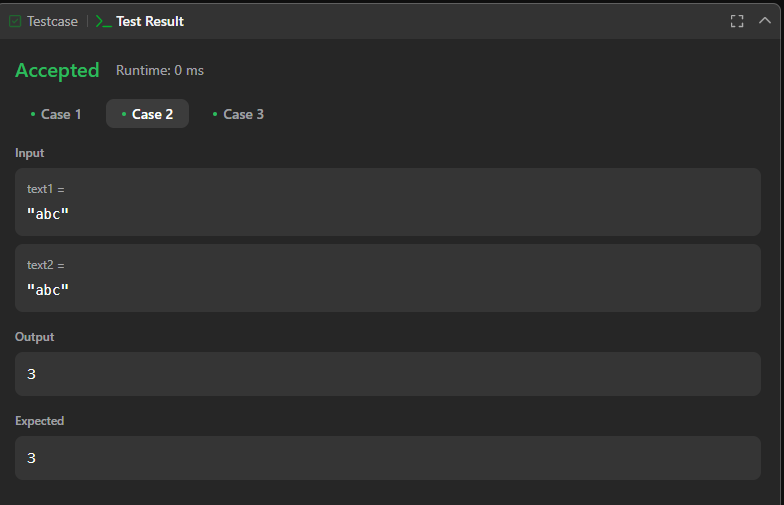 Testcase | >_ Test Result
Accepted Runtime: 0 ms
• Case 1 • Case 2 • Case 3
Input
text1 =
"abc"
text2 =
"abc"
Output
3
Expected
3